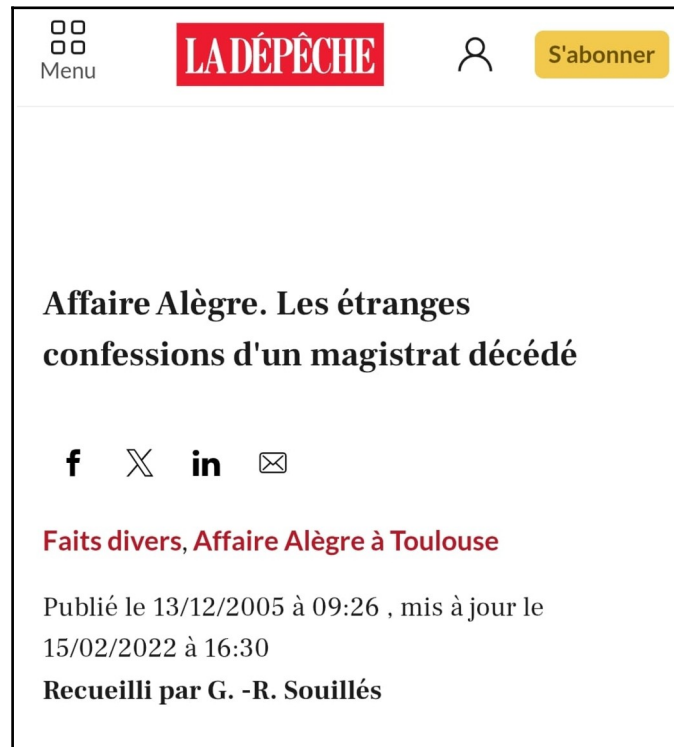 Menu
LA DÉPÊCHE
S'abonner
Affaire Alègre. Les étranges
confessions d'un magistrat décédé
f X in
Faits divers, Affaire Alègre à Toulouse
Publié le 13/12/2005 à 09:26 , mis à jour le
15/02/2022 à 16:30
Recueilli par G. -R. Souillés